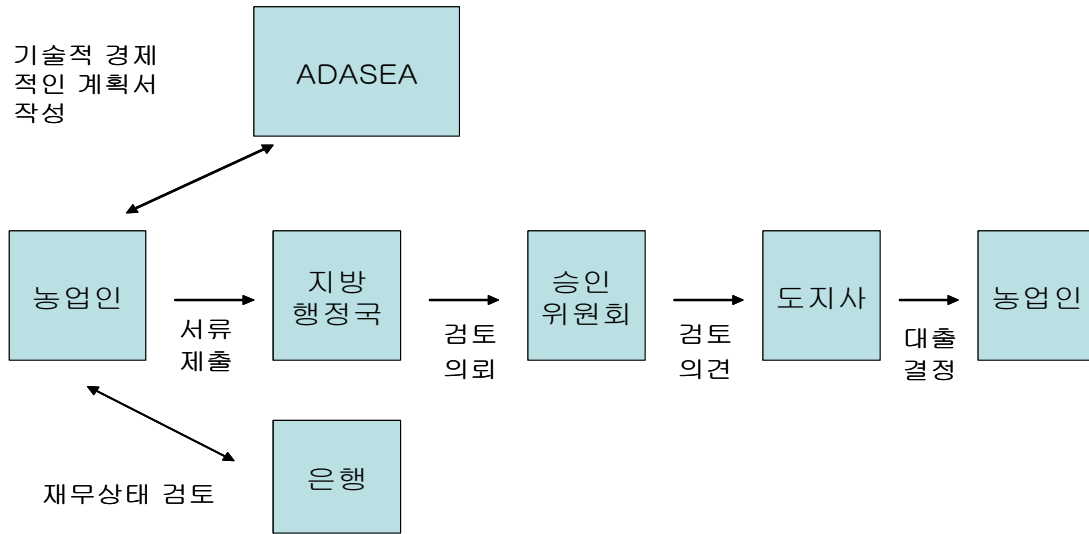 기술적 경제
적인 계획서
작성
ADASEA
농업인
서류
제출
지방
행정국
검토
의뢰
승인
위원회
검토
의견
도지사
대출
결정
농업인
재무상태 검토
은행